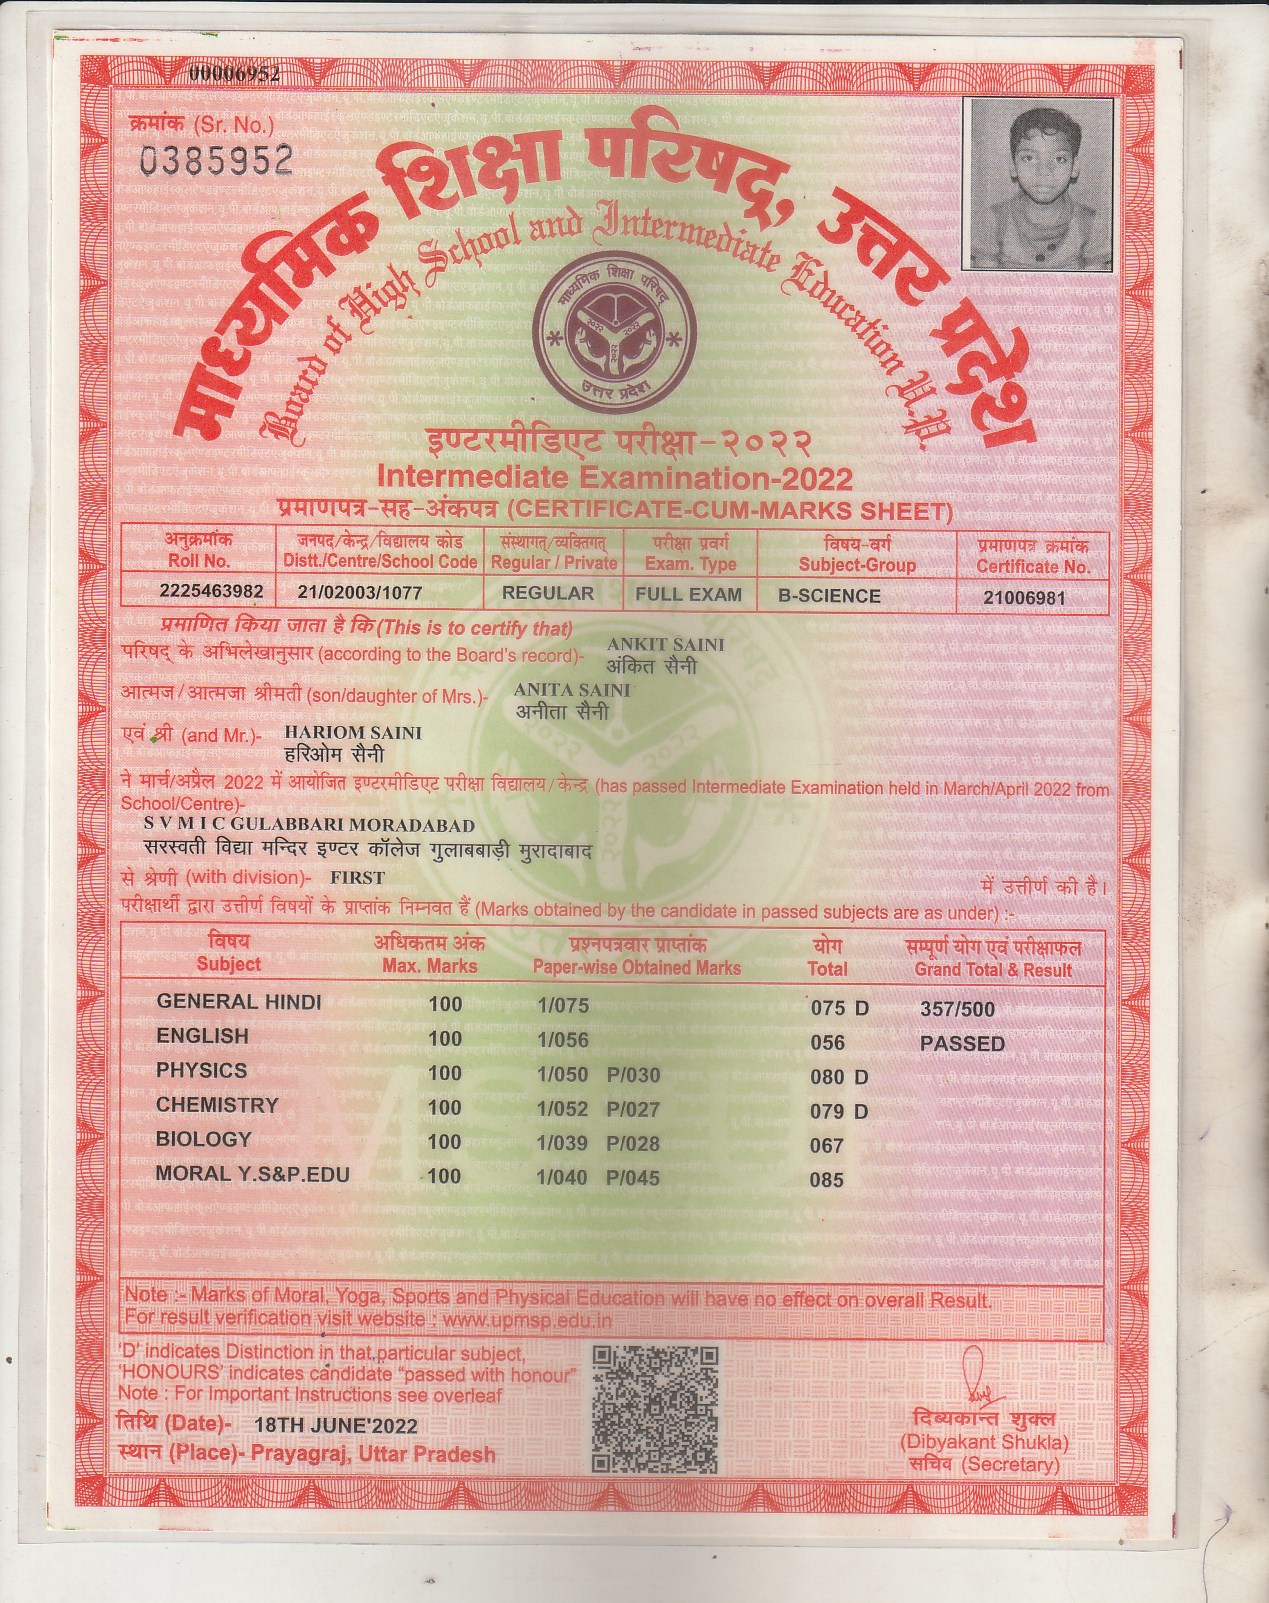 00006952
क्रमांक (Sr. No.)
0385952
माध्यमिक शिक्षा परिषद्, उत्तर प्रदेश
Board of High School and Intermediate Education U.P.
माध्यमिक शिक्षा परिषद्
२०२२ २०२२
२०२२
उत्तर प्रदेश
इण्टरमीडिएट परीक्षा-२०२२
Intermediate Examination-2022
प्रमाणपत्र-सह-अंकपत्र (CERTIFICATE-CUM-MARKS SHEET)
अनुक्रमांक जनपद/केन्द्र/विद्यालय कोड संस्थागत्/व्यक्तिगत् परीक्षा प्रवर्ग विषय-वर्ग प्रमाणपत्र क्रमांक
Roll No. Distt./Centre/School Code Regular / Private Exam. Type Subject-Group Certificate No.
2225463982 21/02003/1077 REGULAR FULL EXAM B-SCIENCE 21006981
प्रमाणित किया जाता है कि (This is to certify that)
परिषद् के अभिलेखानुसार (according to the Board's record)- ANKIT SAINI
अंकित सैनी
आत्मज/आत्मजा श्रीमती (son/daughter of Mrs.)- ANITA SAINI
अनीता सैनी
एवं श्री (and Mr.)- HARIOM SAINI
हरिओम सैनी
ने मार्च/अप्रैल 2022 में आयोजित इण्टरमीडिएट परीक्षा विद्यालय/केन्द्र (has passed Intermediate Examination held in March/April 2022 from
School/Centre)-
S V M I C GULABBARI MORADABAD
सरस्वती विद्या मन्दिर इण्टर कॉलेज गुलाबबाड़ी मुरादाबाद
से श्रेणी (with division)- FIRST में उत्तीर्ण की है।
परीक्षार्थी द्वारा उत्तीर्ण विषयों के प्राप्तांक निम्नवत हैं (Marks obtained by the candidate in passed subjects are as under) :-
विषय अधिकतम अंक प्रश्नपत्रवार प्राप्तांक योग सम्पूर्ण योग एवं परीक्षाफल
Subject Max. Marks Paper-wise Obtained Marks Total Grand Total & Result
GENERAL HINDI 100 1/075 075 D 357/500
ENGLISH 100 1/056 056 PASSED
PHYSICS 100 1/050 P/030 080 D
CHEMISTRY 100 1/052 P/027 079 D
BIOLOGY 100 1/039 P/028 067
MORAL Y.S&P.EDU 100 1/040 P/045 085
Note :- Marks of Moral, Yoga, Sports and Physical Education will have no effect on overall Result.
For result verification visit website : www.upmsp.edu.in
'D' indicates Distinction in that particular subject,
'HONOURS' indicates candidate "passed with honour"
Note : For Important Instructions see overleaf
तिथि (Date)- 18TH JUNE'2022
स्थान (Place)- Prayagraj, Uttar Pradesh
दिव्यकान्त शुक्ल
(Dibyakant Shukla)
सचिव (Secretary)